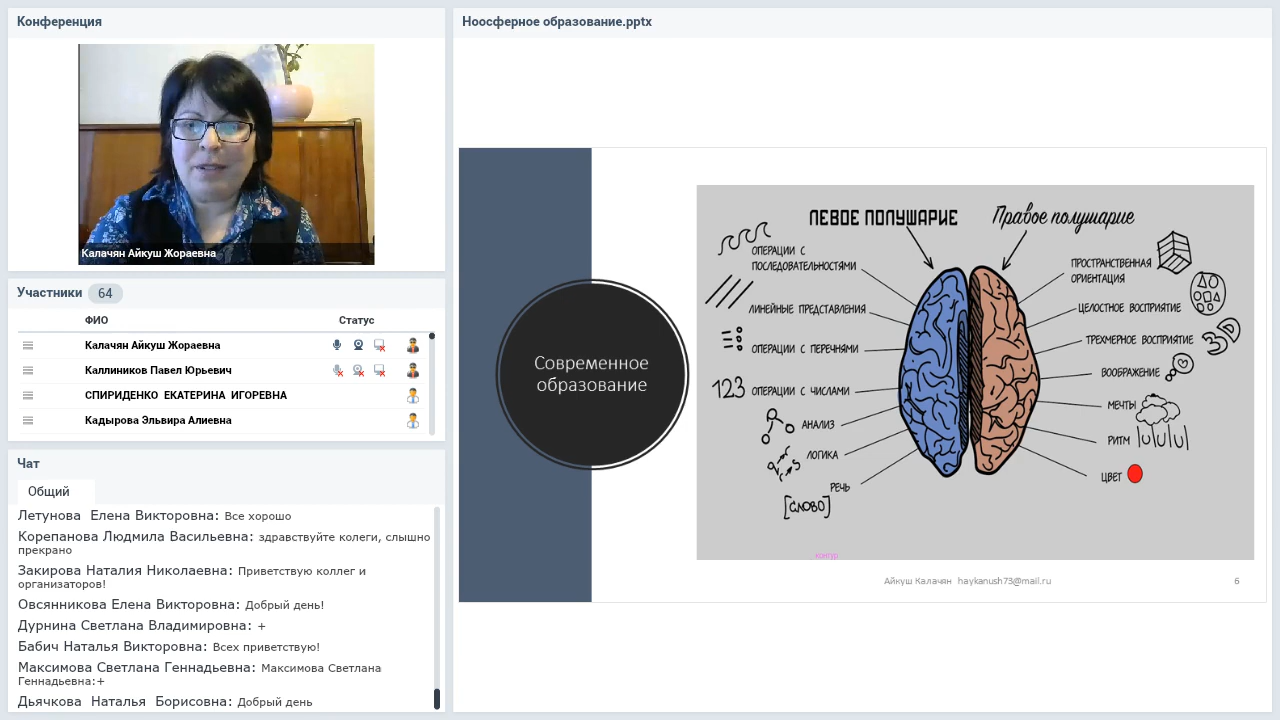 Конференция
Калачян Айкуш Жораевна
Участники 64
ФИО Статус
Калачян Айкуш Жораевна
Каллиников Павел Юрьевич
СПИРИДЕНКО ЕКАТЕРИНА ИГОРЕВНА
Кадырова Эльвира Алиевна
Чат
Общий
Летунова Елена Викторовна: Все хорошо
Корепанова Людмила Васильевна: здравствуйте колеги, слышно
прекрано
Закирова Наталия Николаевна: Приветствую коллег и
организаторов!
Овсянникова Елена Викторовна: Добрый день!
Дурнина Светлана Владимировна: +
Бабич Наталья Викторовна: Всех приветствую!
Максимова Светлана Геннадьевна: Максимова Светлана
Геннадьевна:+
Дьячкова Наталья Борисовна: Добрый день
Ноосферное образование.pptx
Современное
образование
ЛЕВОЕ ПОЛУШАРИЕ
ОПЕРАЦИИ С
ПОСЛЕДОВАТЕЛЬНОСТЯМИ
ЛИНЕЙНЫЕ ПРЕДСТАВЛЕНИЯ
ОПЕРАЦИИ С ПЕРЕЧНЯМИ
123 ОПЕРАЦИИ С ЧИСЛАМИ
АНАЛИЗ
ЛОГИКА
РЕЧЬ
[СЛОВО]
Правое полушарие
ПРОСТРАНСТВЕННАЯ
ОРИЕНТАЦИЯ
ЦЕЛОСТНОЕ ВОСПРИЯТИЕ
ТРЕХМЕРНОЕ ВОСПРИЯТИЕ 3D
ВООБРАЖЕНИЕ
МЕЧТЫ
РИТМ
ЦВЕТ
контур
Айкуш Калачян haykanush73@mail.ru 6